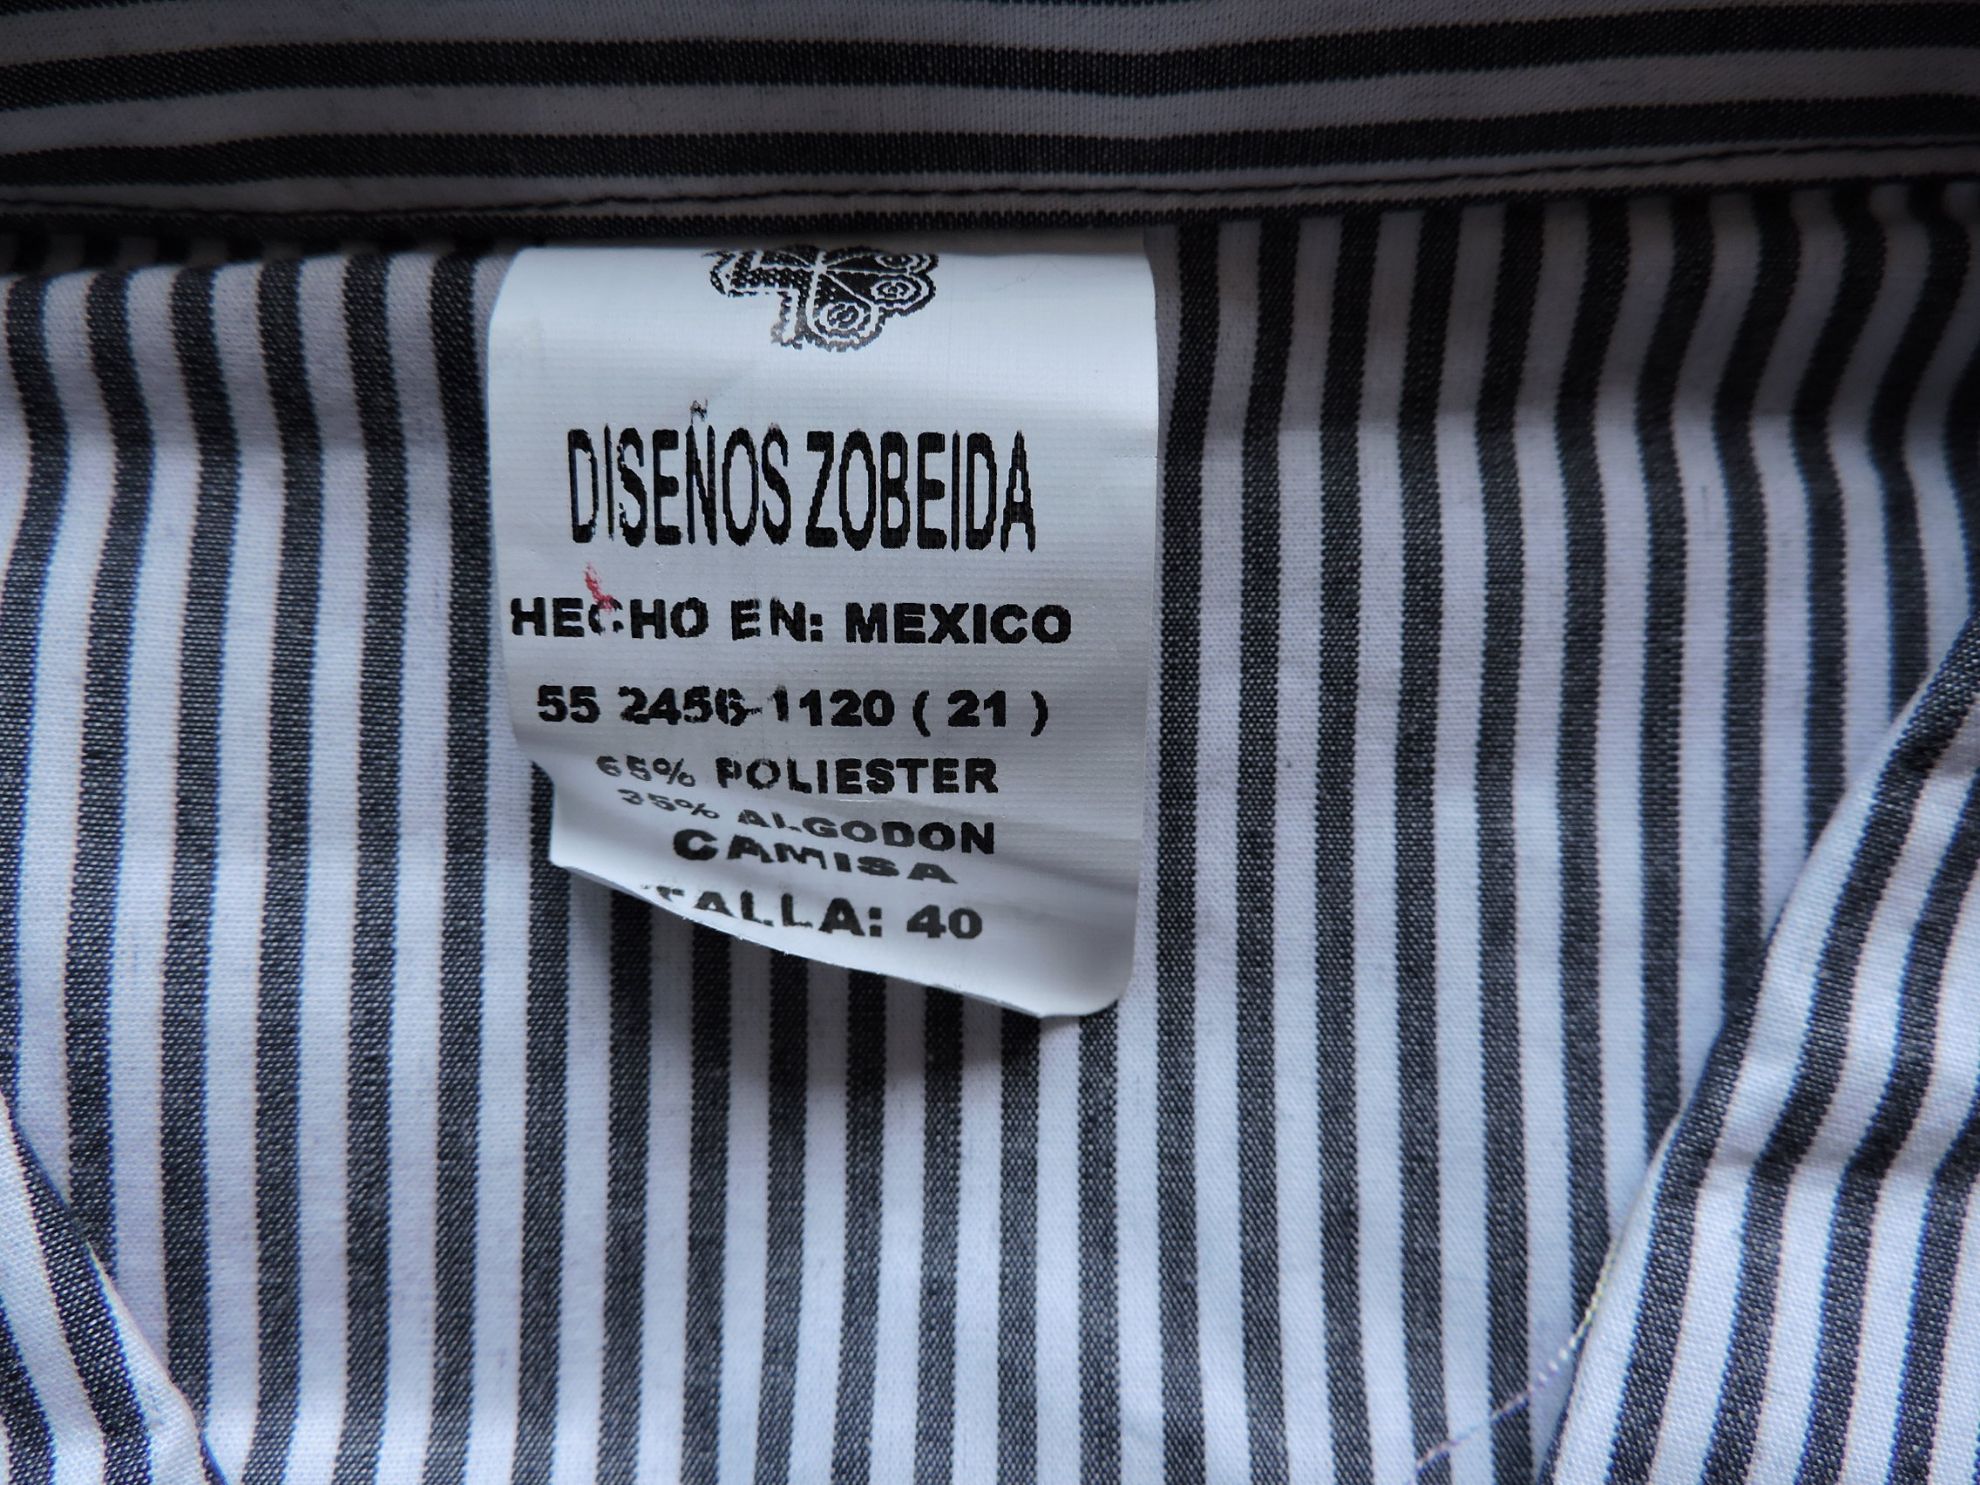 DISEÑOS ZOBEIDA
HECHO EN: MEXICO
55 2456-1120 ( 21 )
65% POLIESTER
35% ALGODON
CAMISA
TALLA: 40